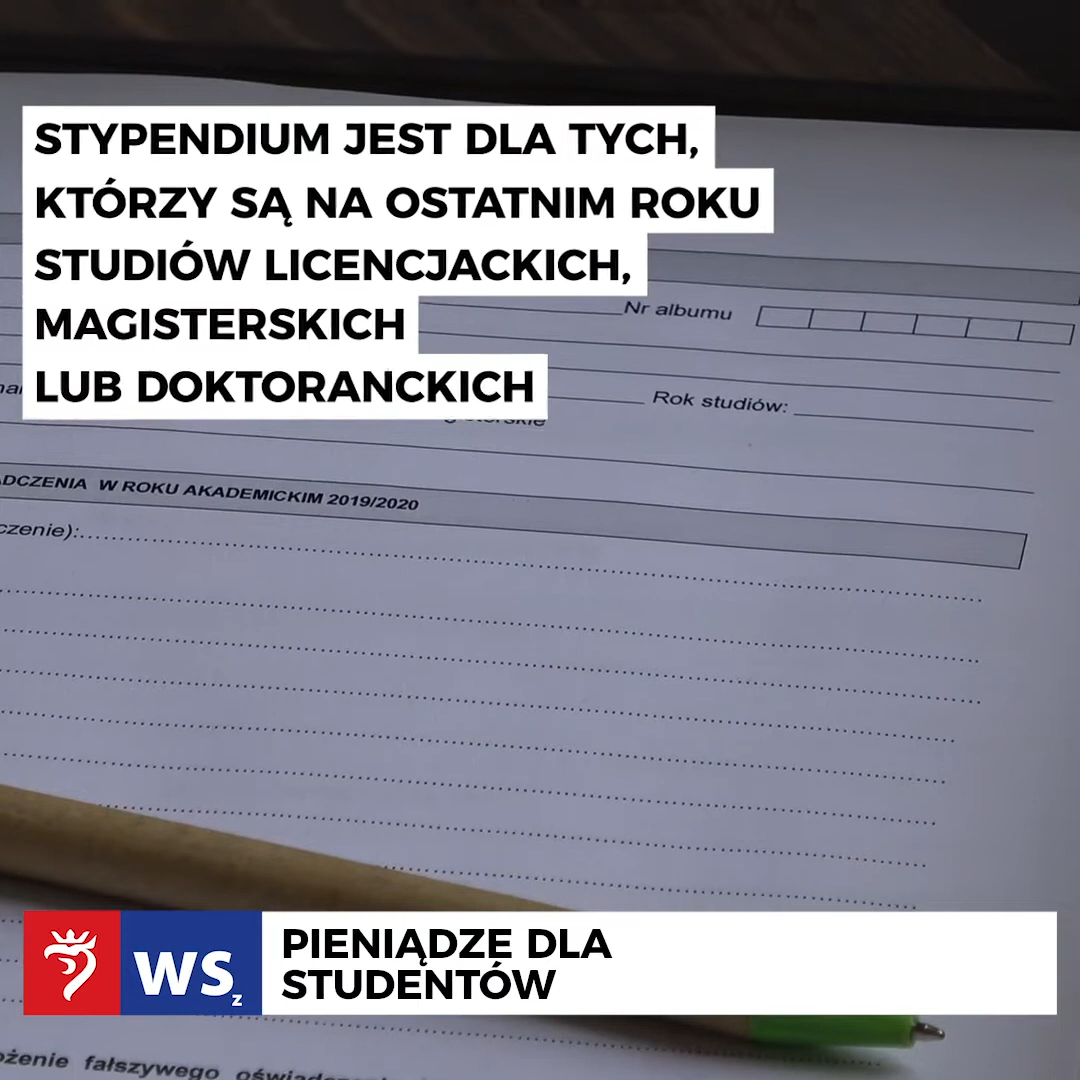 STYPENDIUM JEST DLA TYCH,
KTÓRZY SĄ NA OSTATNIM ROKU
STUDIÓW LICENCJACKICH,
MAGISTERSKICH
LUB DOKTORANCKICH
Nr albumu
Rok studiów:
W ROKU AKADEMICKIM 2019/2020
WSz
PIENIĄDZE DLA
STUDENTÓW
fałszywego